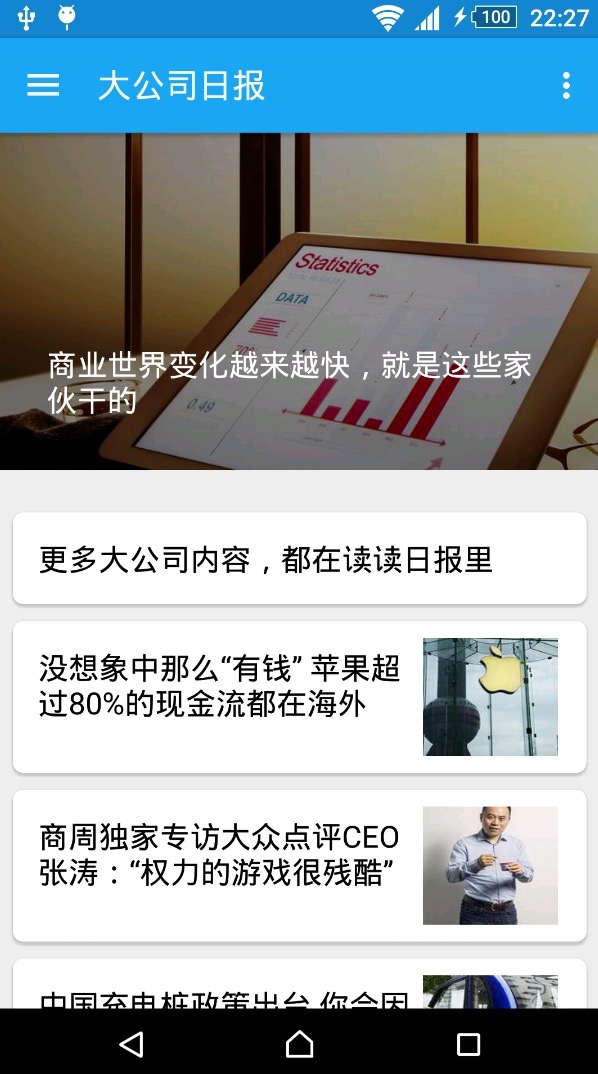 100 22:27
大公司日报
Statistics
DATA
0.49
商业世界变化越来越快，就是这些家
伙干的
更多大公司内容，都在读读日报里
没想象中那么“有钱” 苹果超
过80%的现金流都在海外
商周独家专访大众点评CEO
张涛：“权力的游戏很残酷”
中国充电桩政策出台 你会因